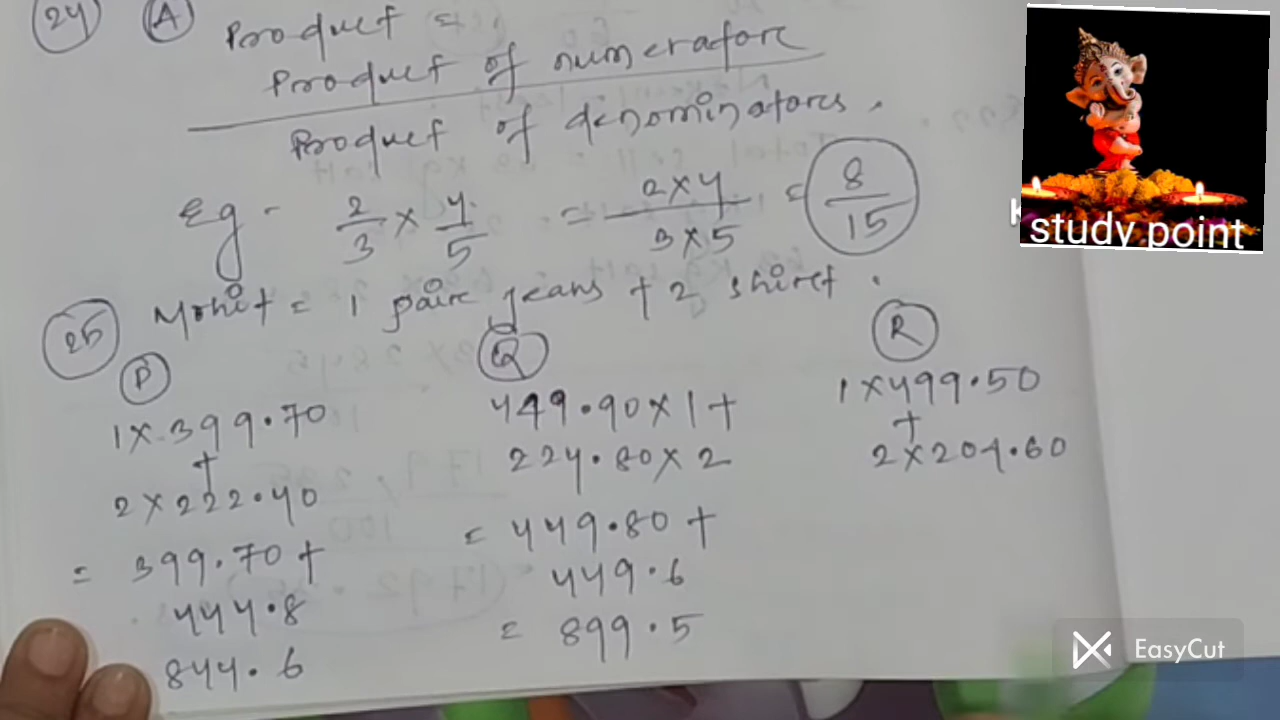 24 A Product =
Product of numerators
Product of denominators.
Eg - 2/3 × 4/5 = 2×4/3×5 = 8/15
25 Mohit = 1 pair jeans + 2 shirt.
P
1×399.70
+
2×222.40
= 399.70 +
444.8
844.6
Q
449.90×1+
224.80×2
= 449.80 +
449.6
= 899.5
R
1×499.50
+
2×204.60
study point
EasyCut